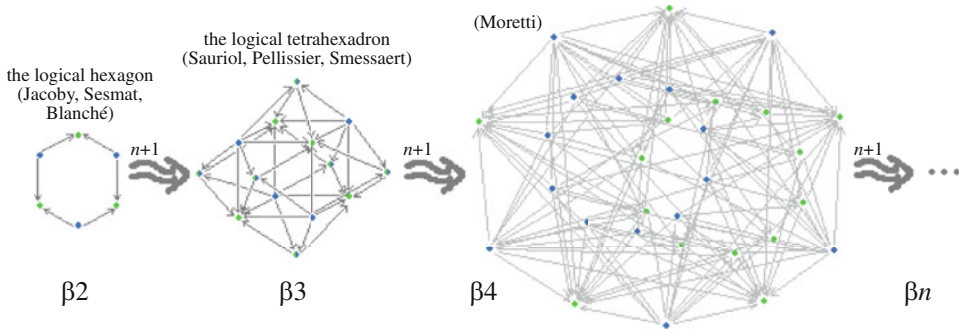 the logical hexagon
(Jacoby, Sesmat,
Blanché)
n+1
the logical tetrahexadron
(Sauriol, Pellissier, Smessaert)
n+1
(Moretti)
n+1
...
β2
β3
β4
βn